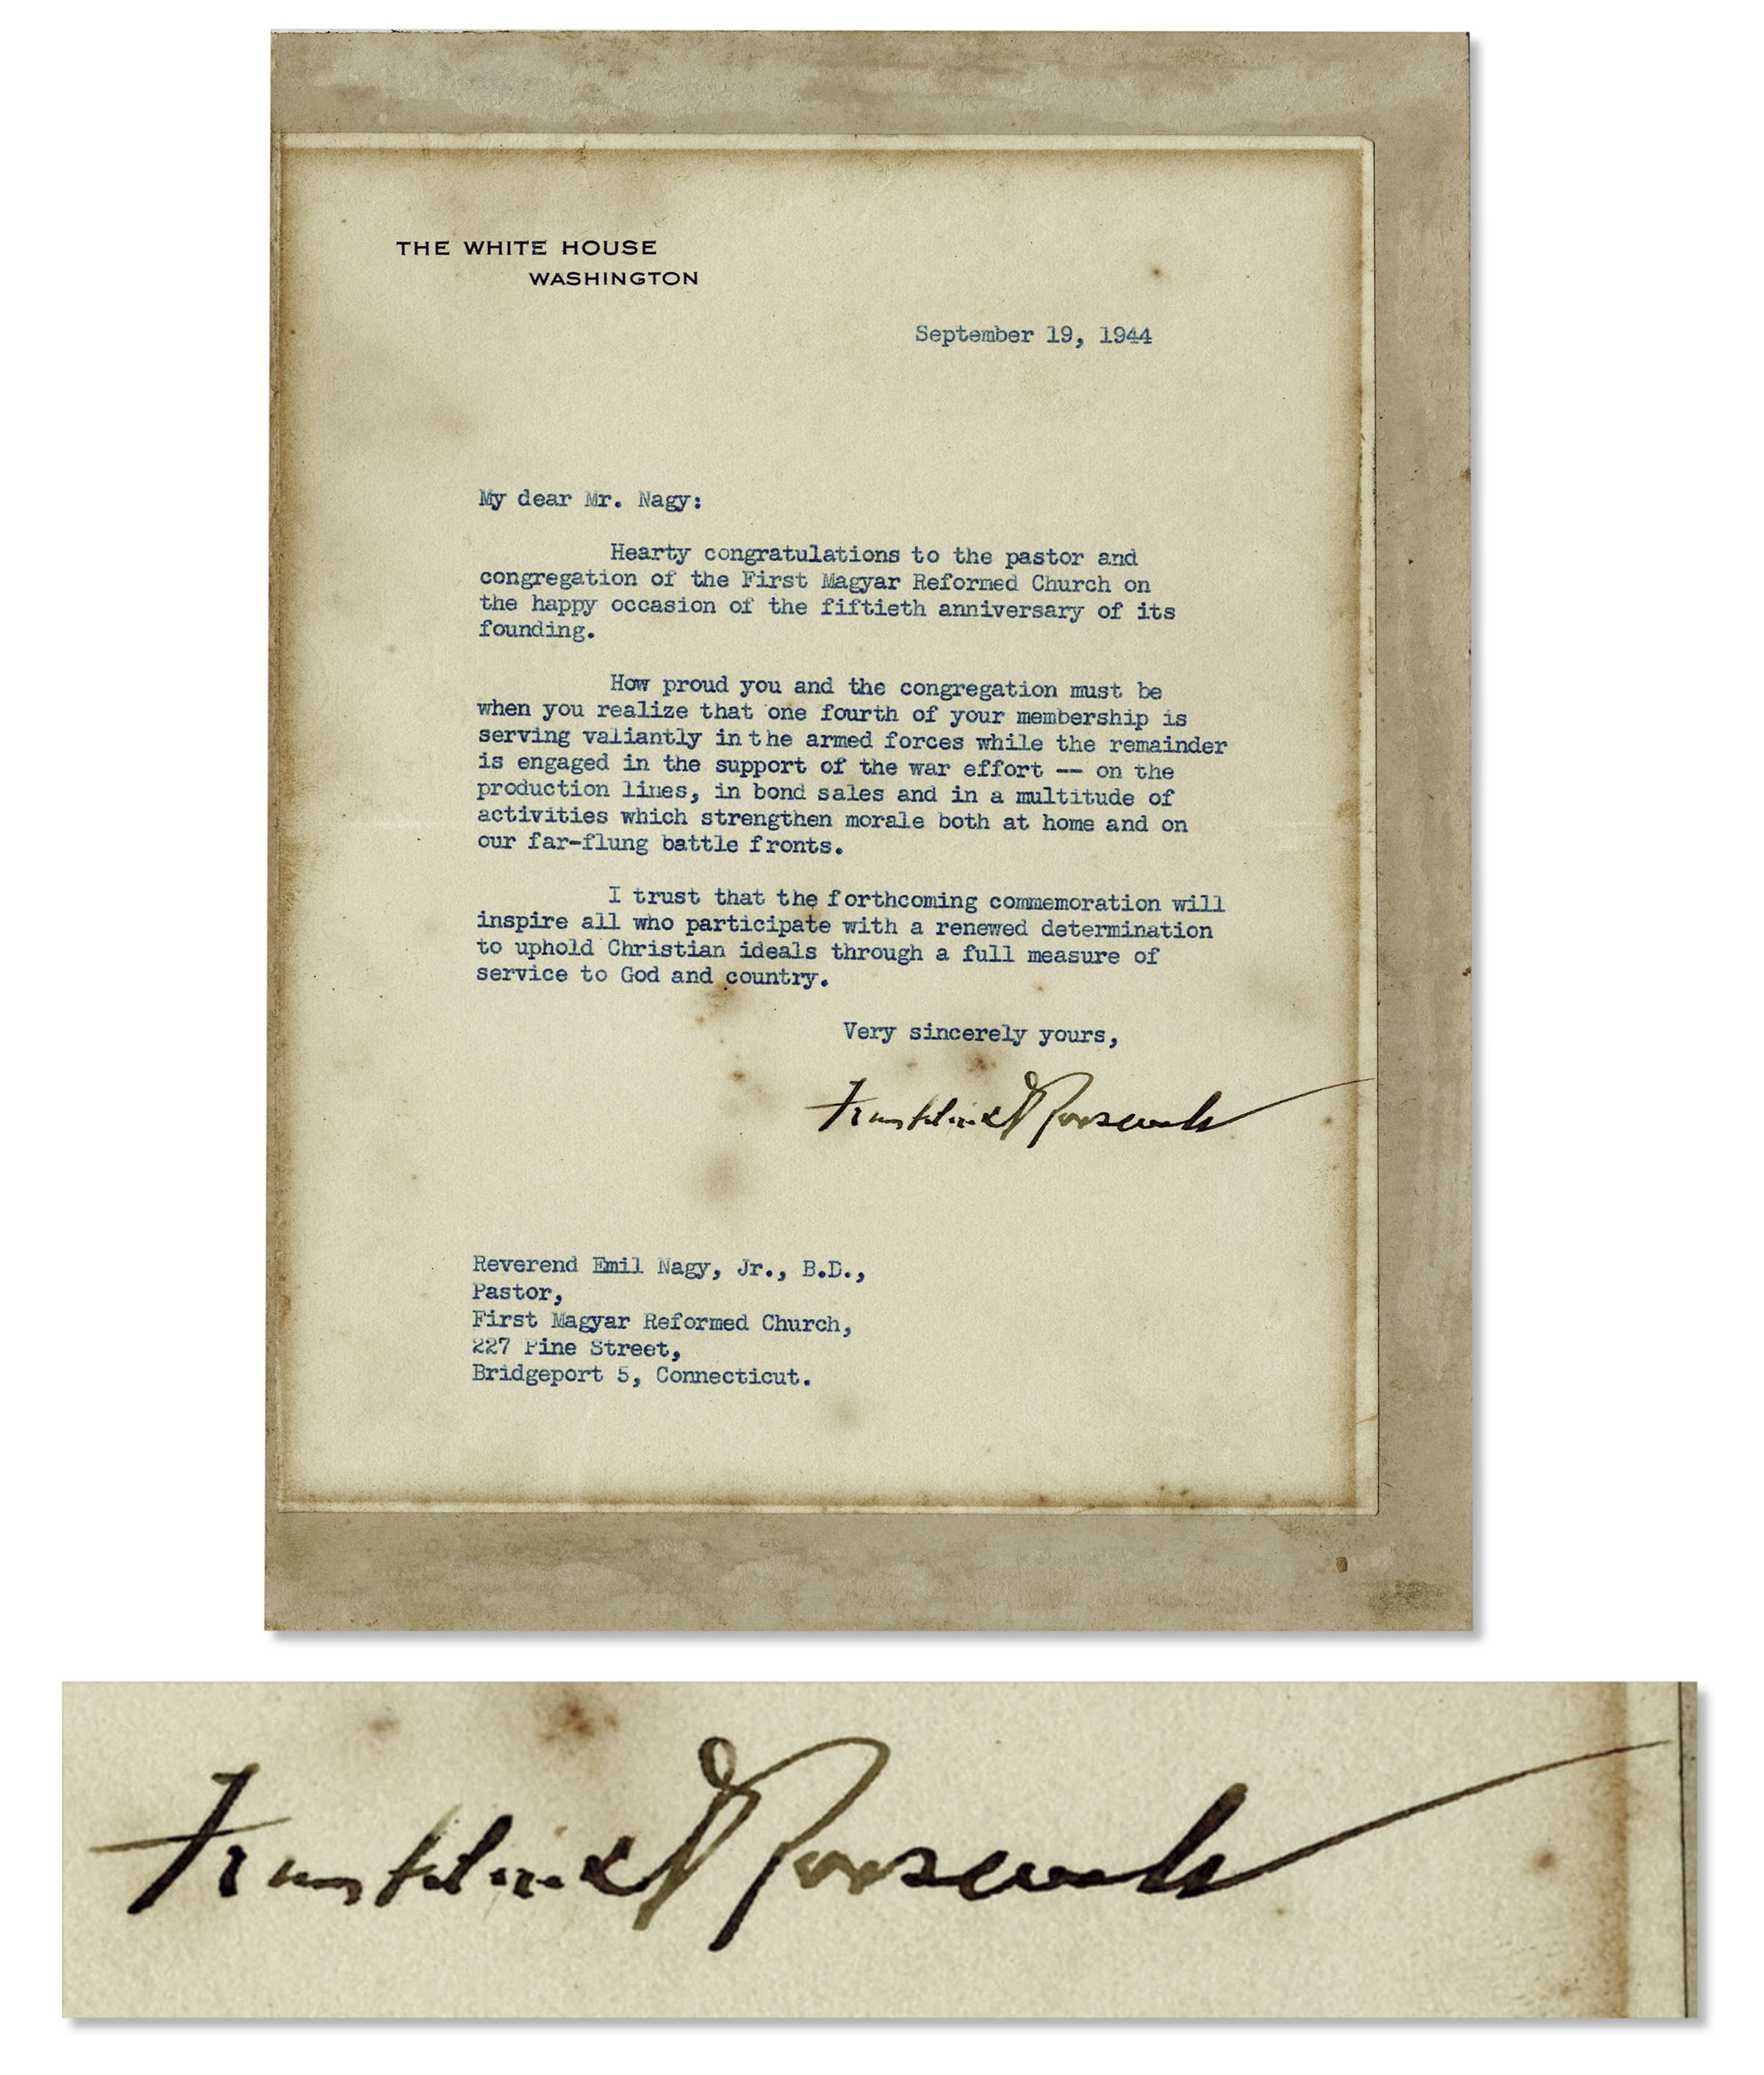 THE WHITE HOUSE
WASHINGTON
September 19, 1944
My dear Mr. Nagy:
Hearty congratulations to the pastor and
congregation of the First Magyar Reformed Church on
the happy occasion of the fiftieth anniversary of its
founding.
How proud you and the congregation must be
when you realize that one fourth of your membership is
serving valiantly in the armed forces while the remainder
is engaged in the support of the war effort -- on the
production lines, in bond sales and in a multitude of
activities which strengthen morale both at home and on
our far-flung battle fronts.
I trust that the forthcoming commemoration will
inspire all who participate with a renewed determination
to uphold Christian ideals through a full measure of
service to God and country.
Very sincerely yours,
Franklin D Roosevelt
Reverend Emil Nagy, Jr., B.D.,
Pastor,
First Magyar Reformed Church,
227 Pine Street,
Bridgeport 5, Connecticut.
Franklin D Roosevelt